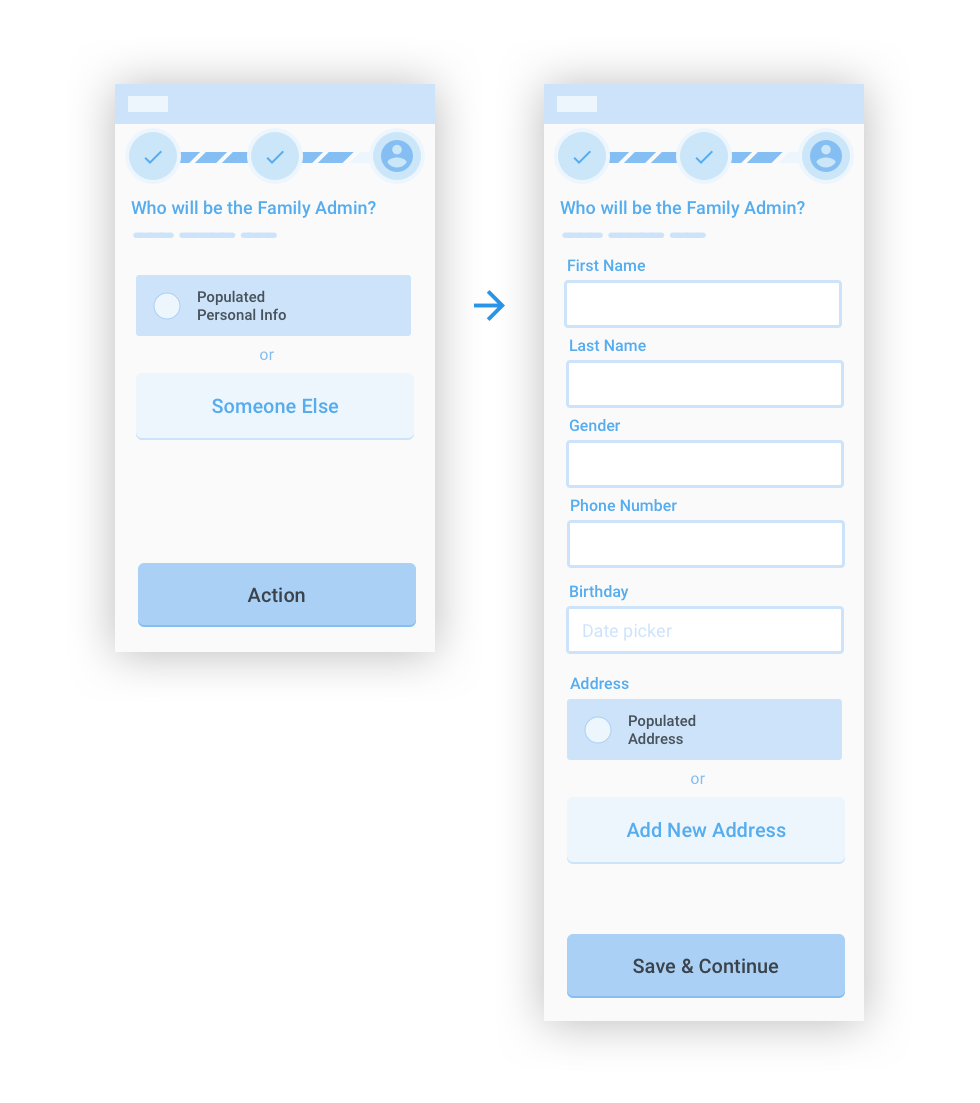 Who will be the Family Admin?
Populated
Personal Info
or
Someone Else
Action
Who will be the Family Admin?
First Name
Last Name
Gender
Phone Number
Birthday
Date picker
Address
Populated
Address
or
Add New Address
Save & Continue